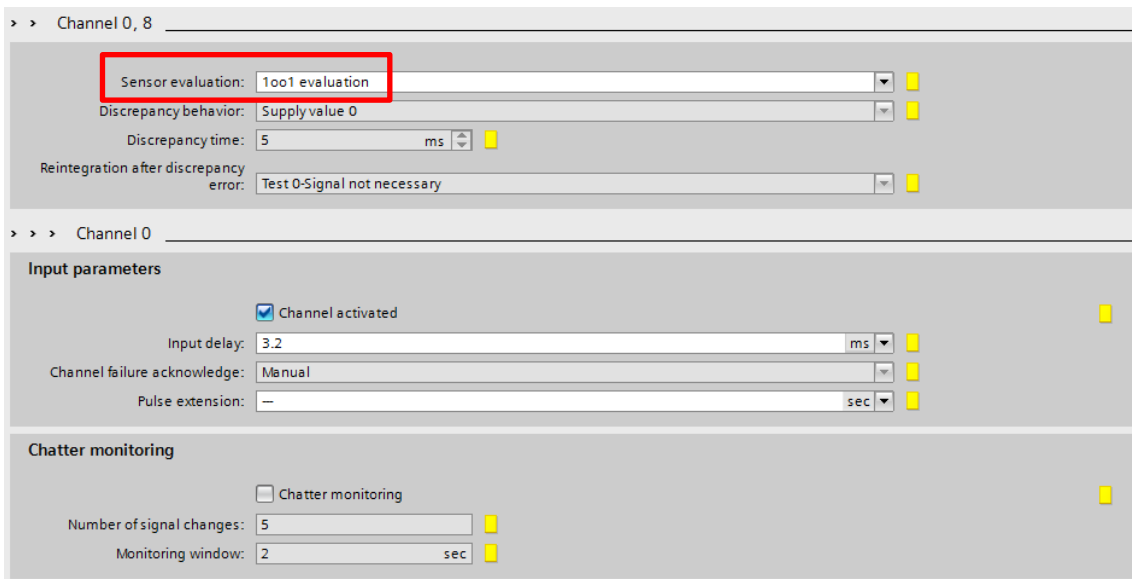 > > Channel 0, 8
Sensor evaluation: 1oo1 evaluation
Discrepancy behavior: Supply value 0
Discrepancy time: 5 ms
Reintegration after discrepancy
error: Test 0-Signal not necessary
> > > Channel 0
Input parameters
Channel activated
Input delay: 3.2 ms
Channel failure acknowledge: Manual
Pulse extension: --- sec
Chatter monitoring
Chatter monitoring
Number of signal changes: 5
Monitoring window: 2 sec